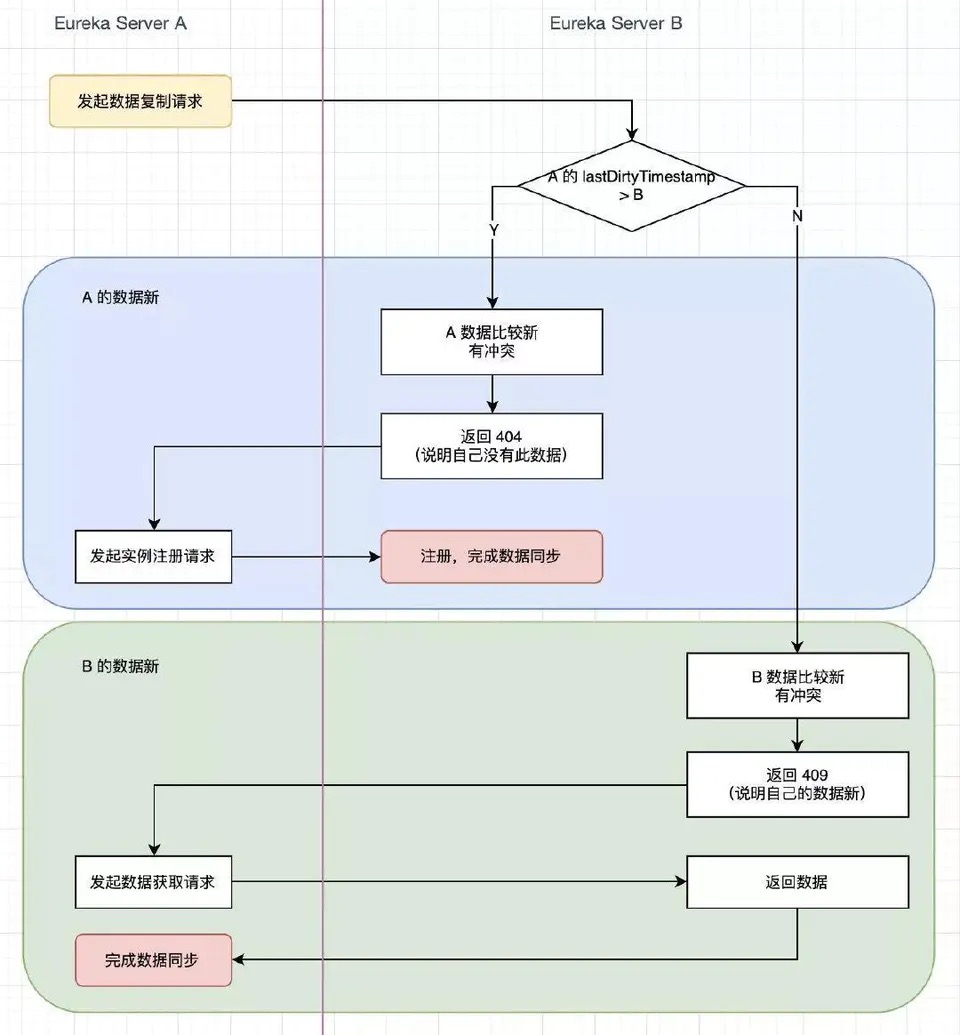 Eureka Server A
Eureka Server B
发起数据复制请求
A 的 lastDirtyTimestamp
> B
Y
N
A 的数据新
A 数据比较新
有冲突
返回 404
（说明自己没有此数据）
发起实例注册请求
注册，完成数据同步
B 的数据新
B 数据比较新
有冲突
返回 409
（说明自己的数据新）
发起数据获取请求
返回数据
完成数据同步